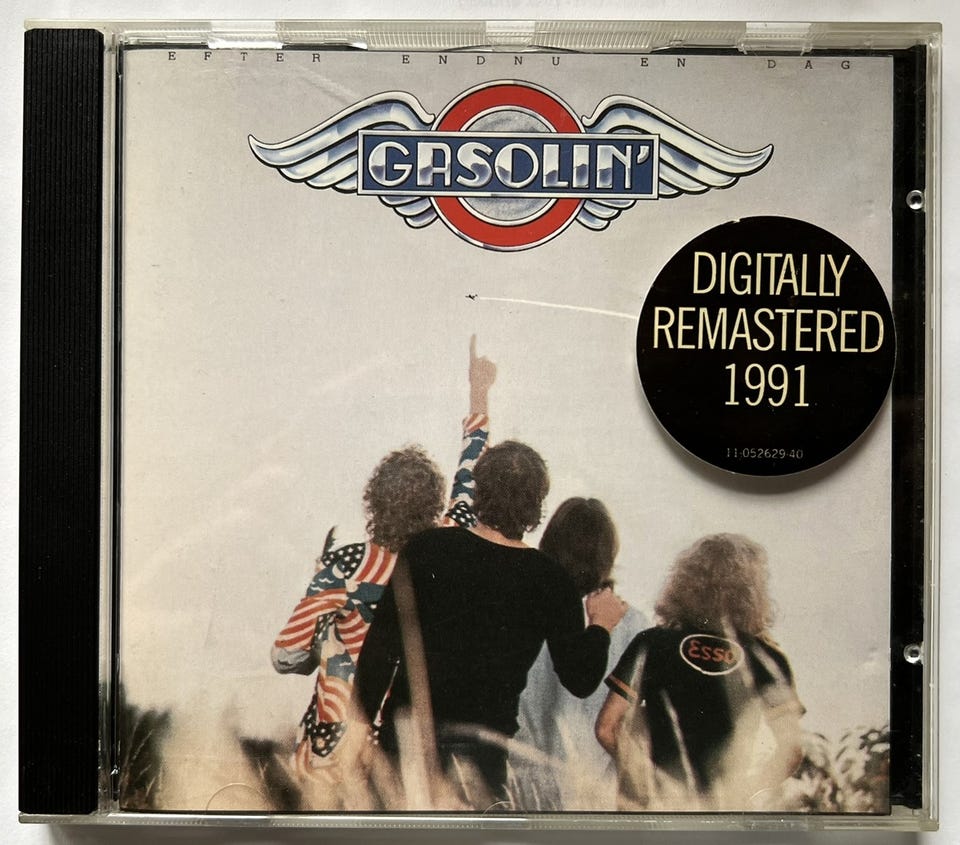 EFTER ENDNU EN DAG
GASOLIN'
DIGITALLY
REMASTERED
1991
11-052629-40
Esso